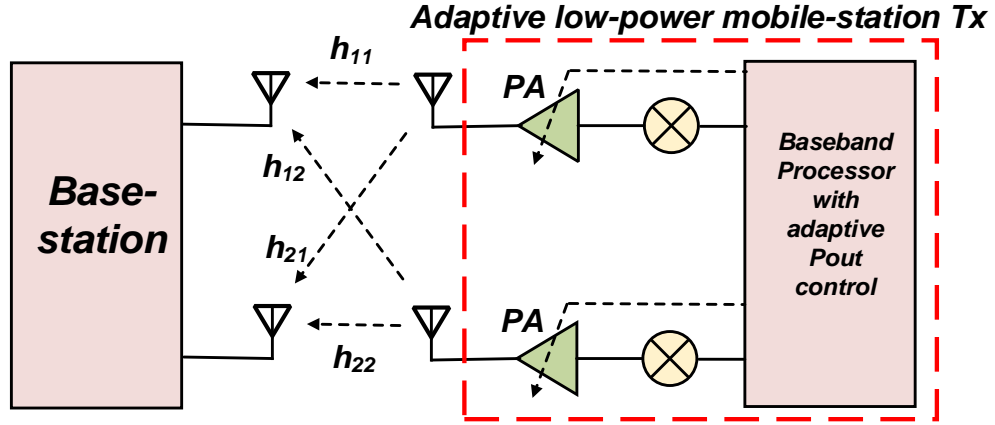 Adaptive low-power mobile-station Tx
h11
PA
h12
Base-
station
h21
h22
PA
Baseband
Processor
with
adaptive
Pout
control